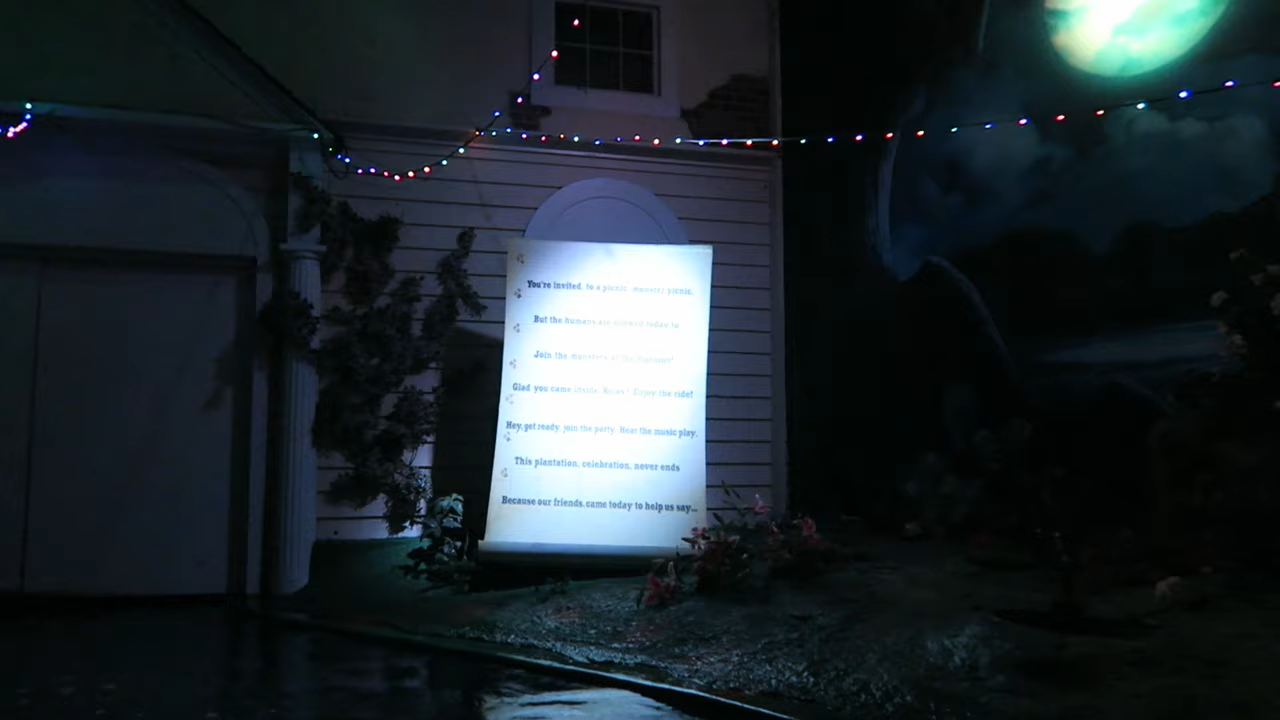 You're invited, to a picnic, monster picnic,
But the humans are allowed today to
Join the monsters at the mansion!
Glad you came inside. Relax! Enjoy the ride!
Hey, get ready, join the party. Hear the music play,
This plantation, celebration, never ends
Because our friends, came today to help us say...